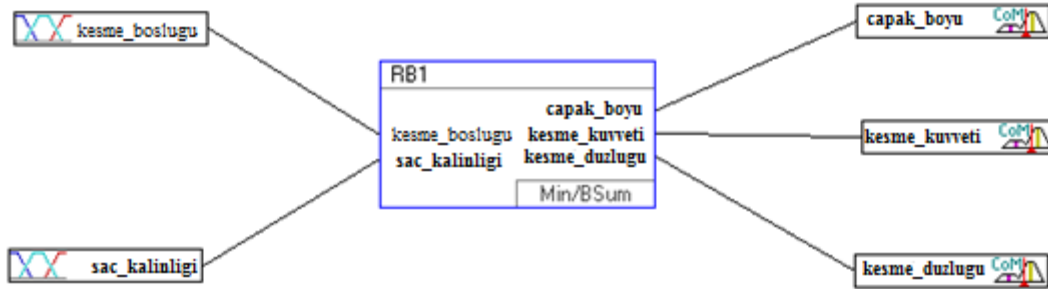 kesme_boslugu
capak_boyu
CoM
RB1
capak_boyu
kesme_boslugu kesme_kuvveti
sac_kalinligi kesme_duzlugu
Min/BSum
kesme_kuvveti
CoM
sac_kalinligi
kesme_duzlugu
CoM